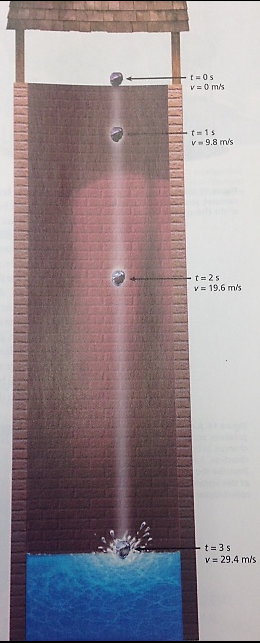 t = 0 s
v = 0 m/s
t = 1 s
v = 9.8 m/s
t = 2 s
v = 19.6 m/s
t = 3 s
v = 29.4 m/s